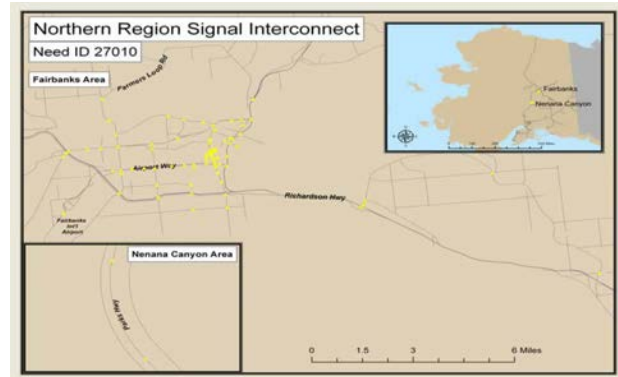 Northern Region Signal Interconnect
Need ID 27010
Fairbanks Area
Farmers Loop Rd
Fairbanks
Nenana Canyon
Airport Way
Richardson Hwy
Fairbanks
Int'l
Airport
Nenana Canyon Area
Parks Hwy
0 1.5 3 6 Miles